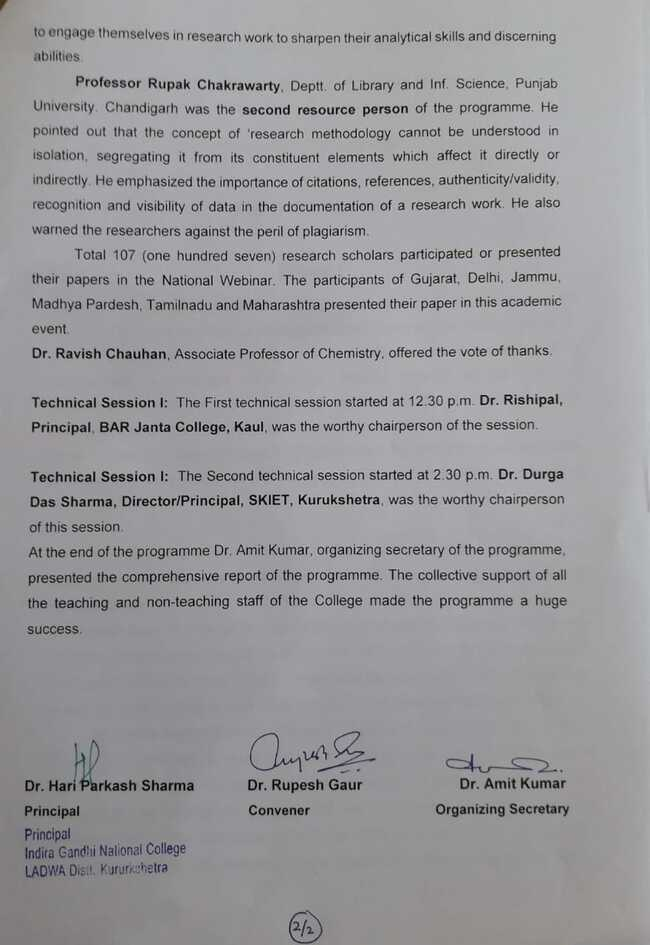 to engage themselves in research work to sharpen their analytical skills and discerning
abilities.
Professor Rupak Chakrawarty, Deptt. of Library and Inf. Science, Punjab
University. Chandigarh was the second resource person of the programme. He
pointed out that the concept of 'research methodology cannot be understood in
isolation, segregating it from its constituent elements which affect it directly or
indirectly. He emphasized the importance of citations, references, authenticity/validity,
recognition and visibility of data in the documentation of a research work. He also
warned the researchers against the peril of plagiarism.
Total 107 (one hundred seven) research scholars participated or presented
their papers in the National Webinar. The participants of Gujarat, Delhi, Jammu,
Madhya Pardesh, Tamilnadu and Maharashtra presented their paper in this academic
event.
Dr. Ravish Chauhan, Associate Professor of Chemistry, offered the vote of thanks.
Technical Session I: The First technical session started at 12.30 p.m. Dr. Rishipal,
Principal, BAR Janta College, Kaul, was the worthy chairperson of the session.
Technical Session I: The Second technical session started at 2.30 p.m. Dr. Durga
Das Sharma, Director/Principal, SKIET, Kurukshetra, was the worthy chairperson
of this session.
At the end of the programme Dr. Amit Kumar, organizing secretary of the programme,
presented the comprehensive report of the programme. The collective support of all
the teaching and non-teaching staff of the College made the programme a huge
success.
Dr. Hari Parkash Sharma Dr. Rupesh Gaur Dr. Amit Kumar
Principal Convener Organizing Secretary
Principal
Indira Gandhi National College
LADWA Distt. Kururkshetra
2/2